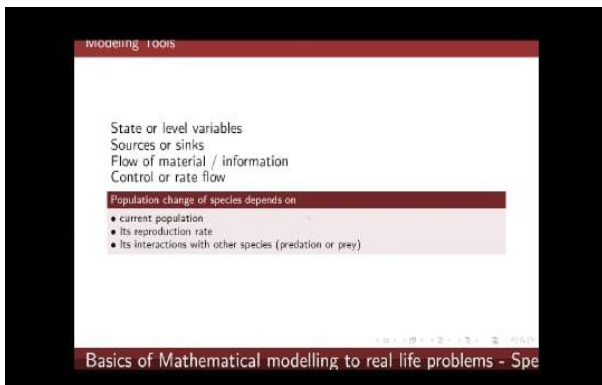 Modeling Tools
State or level variables
Sources or sinks
Flow of material / information
Control or rate flow
Population change of species depends on
• current population
• Its reproduction rate
• Its interactions with other species (predation or prey)
Basics of Mathematical modelling to real life problems - Spe